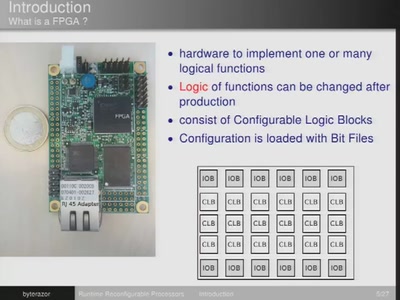 Introduction
What is a FPGA ?
hardware to implement one or many
logical functions
Logic of functions can be changed after
production
consist of Configurable Logic Blocks
Configuration is loaded with Bit Files
FPGA
RJ 45 Adapter
IOB IOB IOB IOB IOB IOB
CLB CLB CLB CLB CLB CLB
CLB CLB CLB CLB CLB CLB
CLB CLB CLB CLB CLB CLB
IOB IOB IOB IOB IOB IOB
byterazor Runtime Reconfigurable Processors Introduction 5/27